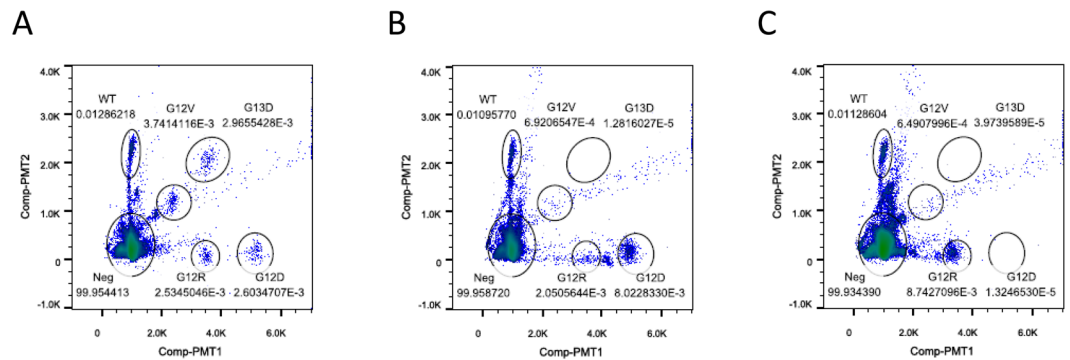 A
B
C
4.0K
3.0K
2.0K
1.0K
0
-1.0K
Comp-PMT2
WT
0.01286218
G12V
3.7414116E-3
G13D
2.9655428E-3
Neg
99.954413
G12R
2.5345046E-3
G12D
2.6034707E-3
0
2.0K
4.0K
6.0K
Comp-PMT1
4.0K
3.0K
2.0K
1.0K
0
-1.0K
Comp-PMT2
WT
0.01095770
G12V
6.9206547E-4
G13D
1.2816027E-5
Neg
99.958720
G12R
2.0505644E-3
G12D
8.0228330E-3
0
2.0K
4.0K
6.0K
Comp-PMT1
4.0K
3.0K
2.0K
1.0K
0
-1.0K
Comp-PMT2
WT
0.01128604
G12V
6.4907996E-4
G13D
3.9739589E-5
Neg
99.934390
G12R
8.7427096E-3
G12D
1.3246530E-5
0
2.0K
4.0K
6.0K
Comp-PMT1